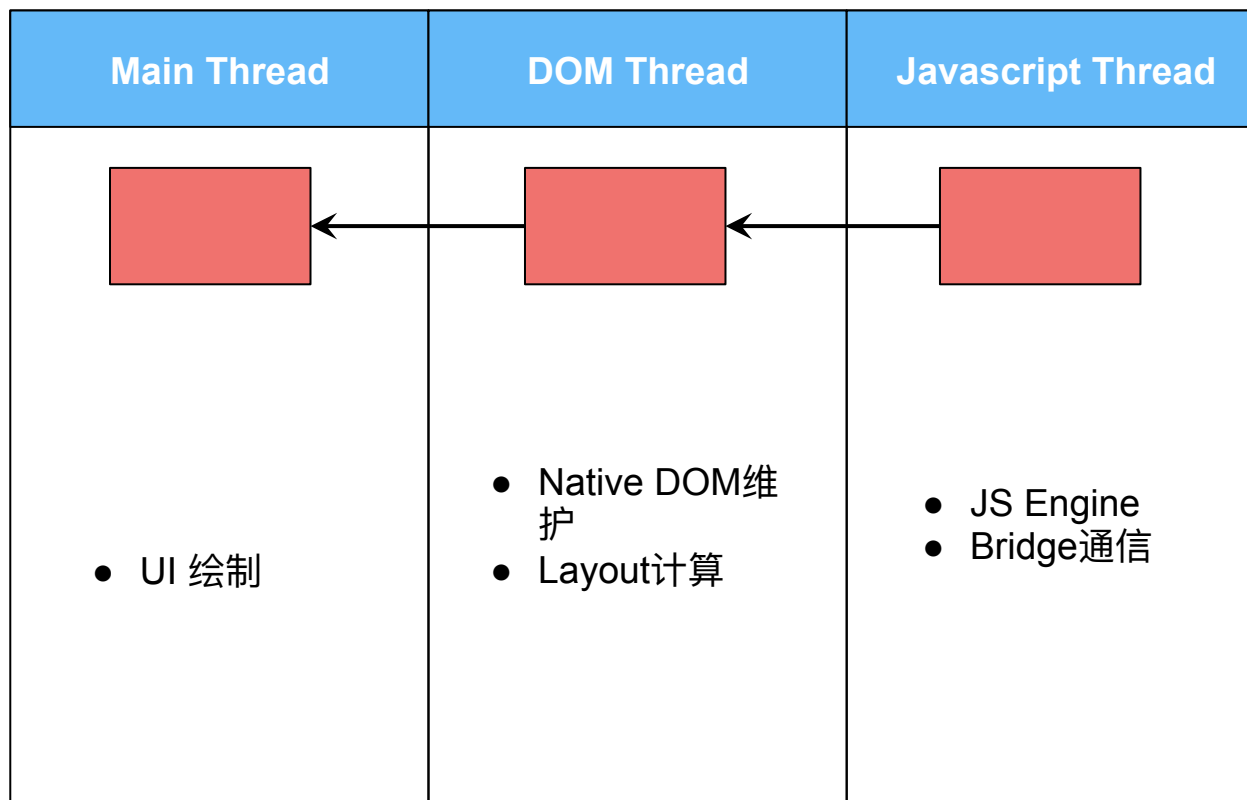 Main Thread
DOM Thread
Javascript Thread
● UI 绘制
● Native DOM维
护
● Layout计算
● JS Engine
● Bridge通信